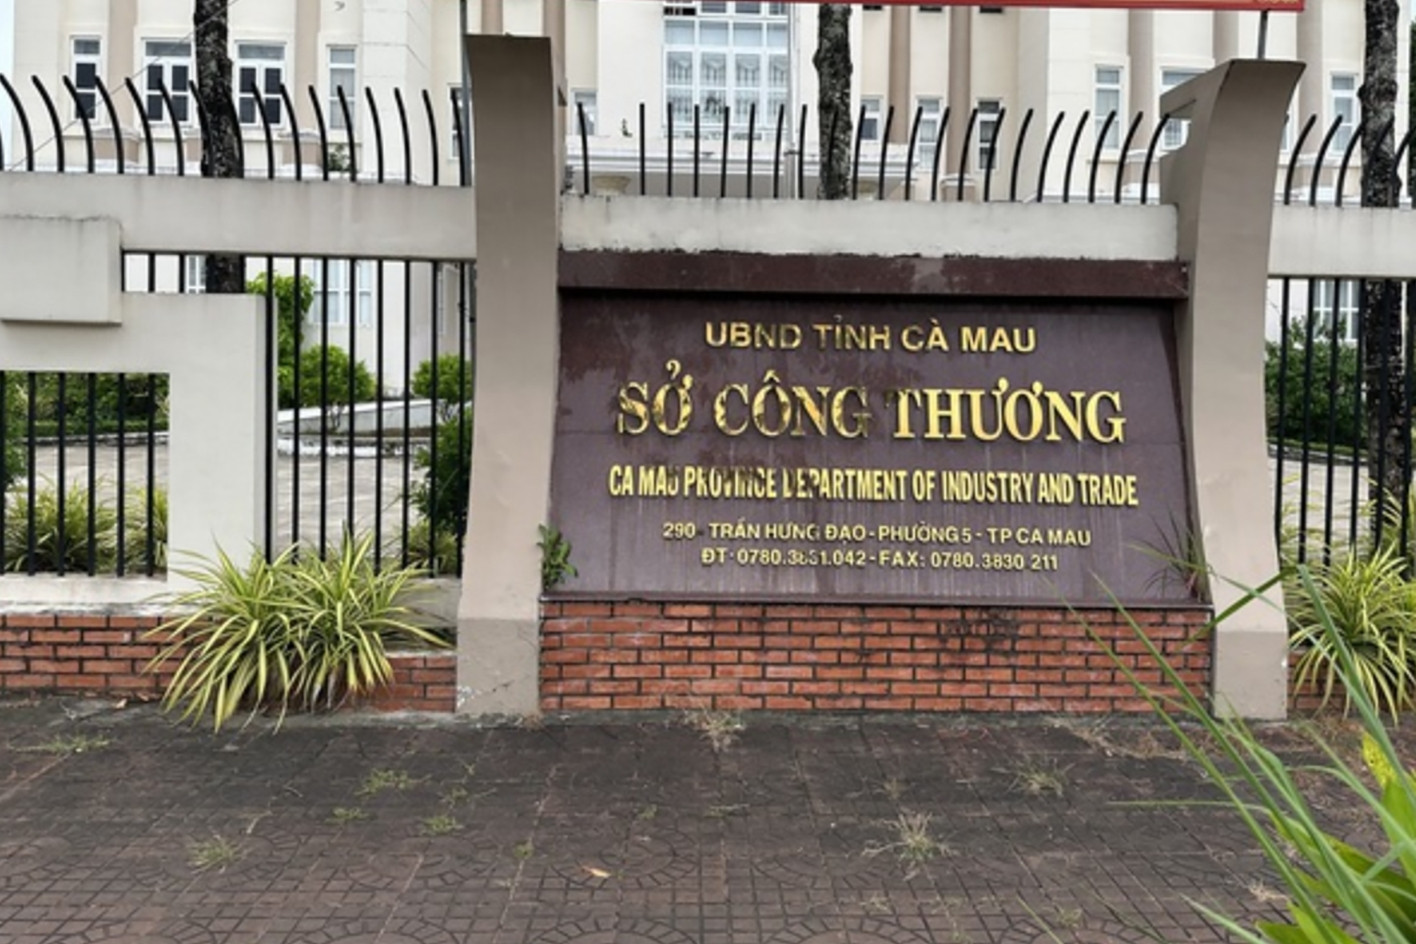 UBND TỈNH CÀ MAU
SỞ CÔNG THƯƠNG
CA MAU PROVINCE DEPARTMENT OF INDUSTRY AND TRADE
290 - TRẦN HƯNG ĐẠO - PHƯỜNG 5 - TP CÀ MAU
ĐT: 0780.3831.042 - FAX: 0780.3830 211